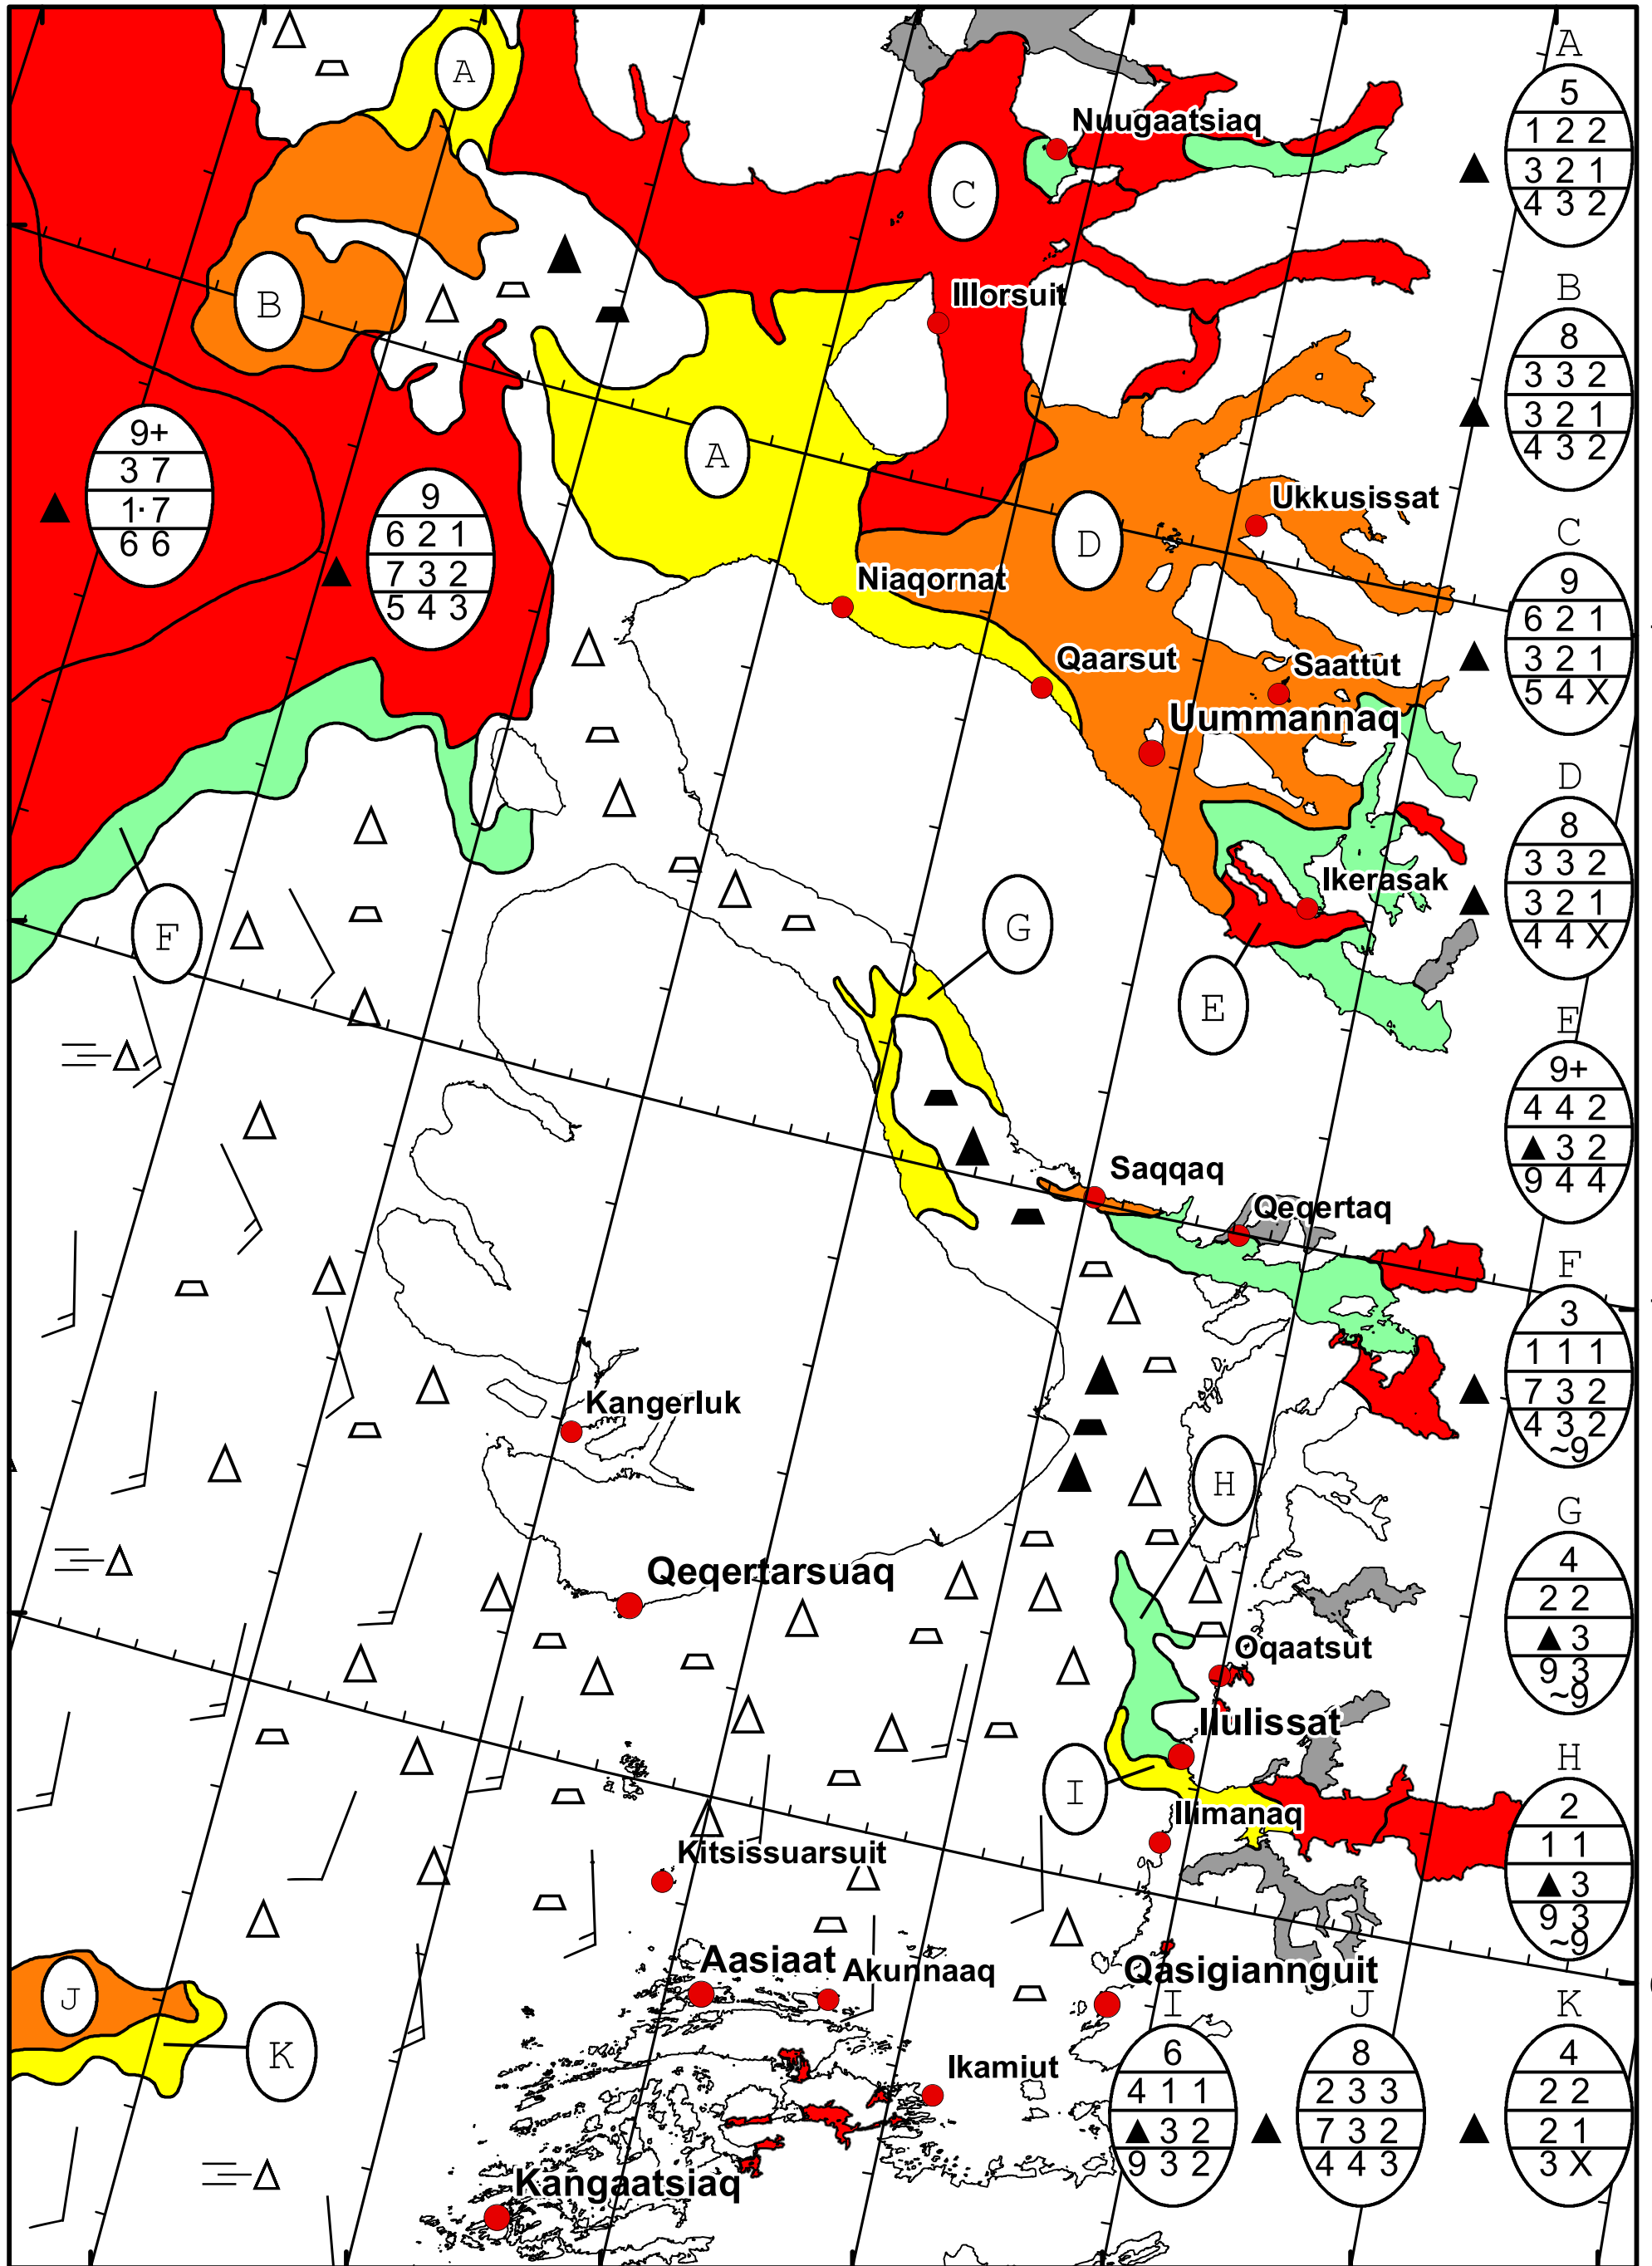 A
A
5
1 2 2
3 2 1
4 3 2
Nuugaatsiaq
C
B
Illorsuit
B
8
3 3 2
3 2 1
4 3 2
A
9+
3 7
1· 7
6 6
9
6 2 1
7 3 2
5 4 3
Ukkusissat
D
Niaqornat
C
9
6 2 1
3 2 1
5 4 X
Qaarsut
Saattut
Uummannaq
D
8
3 3 2
3 2 1
4 4 X
Ikerasak
F
G
E
E
9+
4 4 2
▲ 3 2
9 4 4
Saqqaq
Qeqertaq
F
3
1 1 1
7 3 2
4 3 2
~9
Kangerluk
H
G
4
2 2
▲ 3
9 3
~9
Qeqertarsuaq
Oqaatsut
Ilulissat
I
Ilimanaq
H
2
1 1
▲ 3
9 3
~9
Kitsissuarsuit
Aasiaat
Akunnaaq
Qasigiannguit
J
K
Ikamiut
Kangaatsiaq
I
6
4 1 1
▲ 3 2
9 3 2
J
8
2 3 3
7 3 2
4 4 3
K
4
2 2
2 1
3 X